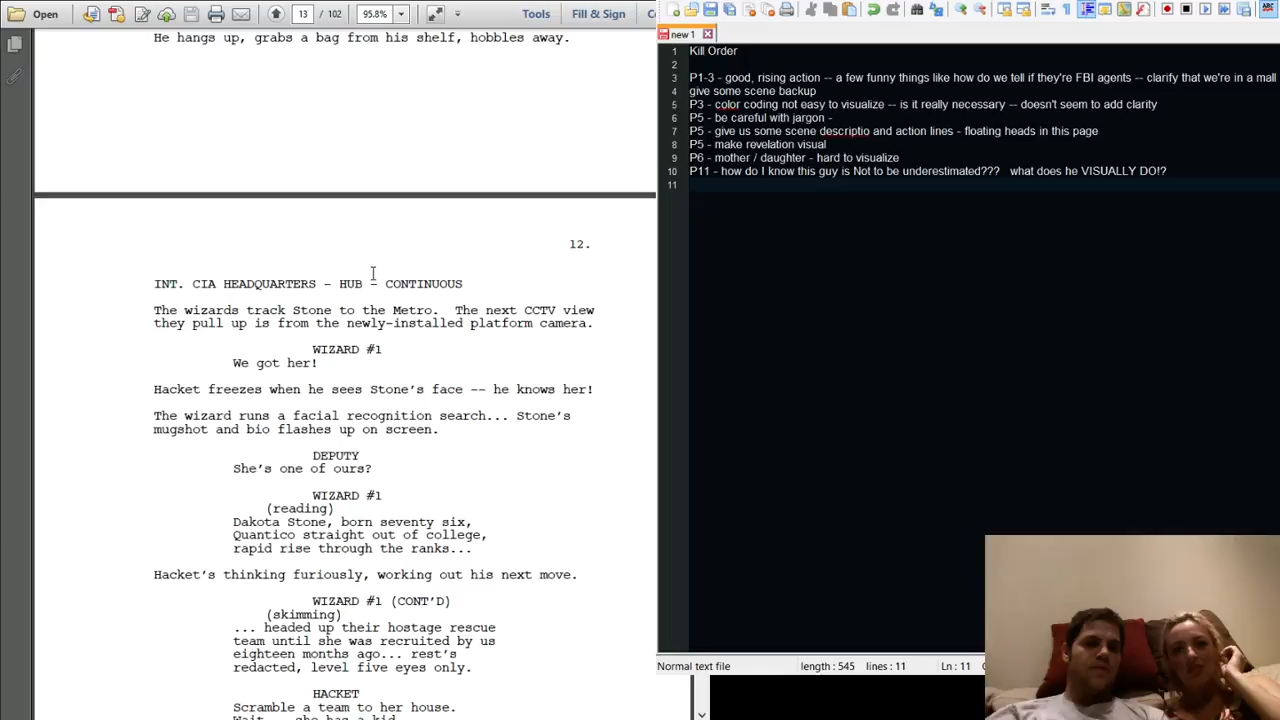 Open
13 / 102
95.8%
Tools
Fill & Sign
new 1
He hangs up, grabs a bag from his shelf, hobbles away.
12.
INT. CIA HEADQUARTERS - HUB - CONTINUOUS
The wizards track Stone to the Metro. The next CCTV view
they pull up is from the newly-installed platform camera.
WIZARD #1
We got her!
Hacket freezes when he sees Stone's face -- he knows her!
The wizard runs a facial recognition search... Stone's
mugshot and bio flashes up on screen.
DEPUTY
She's one of ours?
WIZARD #1
(reading)
Dakota Stone, born seventy six,
Quantico straight out of college,
rapid rise through the ranks...
Hacket's thinking furiously, working out his next move.
WIZARD #1 (CONT'D)
(skimming)
... headed up their hostage rescue
team until she was recruited by us
eighteen months ago... rest's
redacted, level five eyes only.
HACKET
Scramble a team to her house.
Wait... she has a kid
1 Kill Order
2
3 P1-3 - good, rising action -- a few funny things like how do we tell if they're FBI agents -- clarify that we're in a mall
4 give some scene backup
5 P3 - color coding not easy to visualize -- is it really necessary -- doesn't seem to add clarity
6 P5 - be careful with jargon -
7 P5 - give us some scene descriptio and action lines - floating heads in this page
8 P5 - make revelation visual
9 P6 - mother / daughter - hard to visualize
10 P11 - how do I know this guy is Not to be underestimated??? what does he VISUALLY DO!?
11
Normal text file
length : 545 lines : 11
Ln : 11